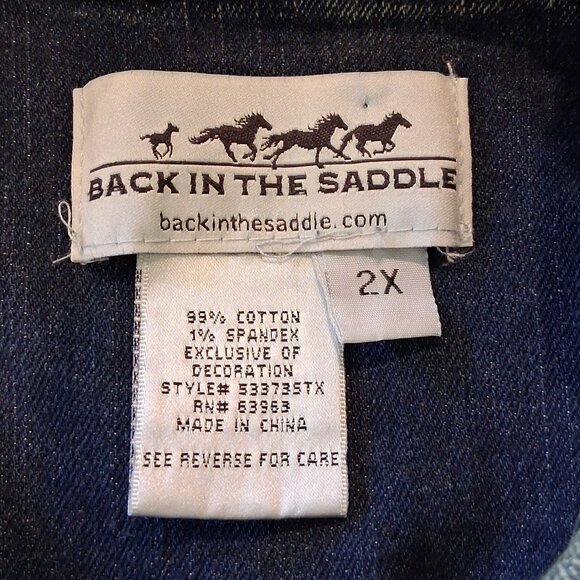 BACK IN THE SADDLE
backinthesaddle.com
2X
99% COTTON
1% SPANDEX
EXCLUSIVE OF
DECORATION
STYLE# 53373STX
RN# 63963
MADE IN CHINA
SEE REVERSE FOR CARE